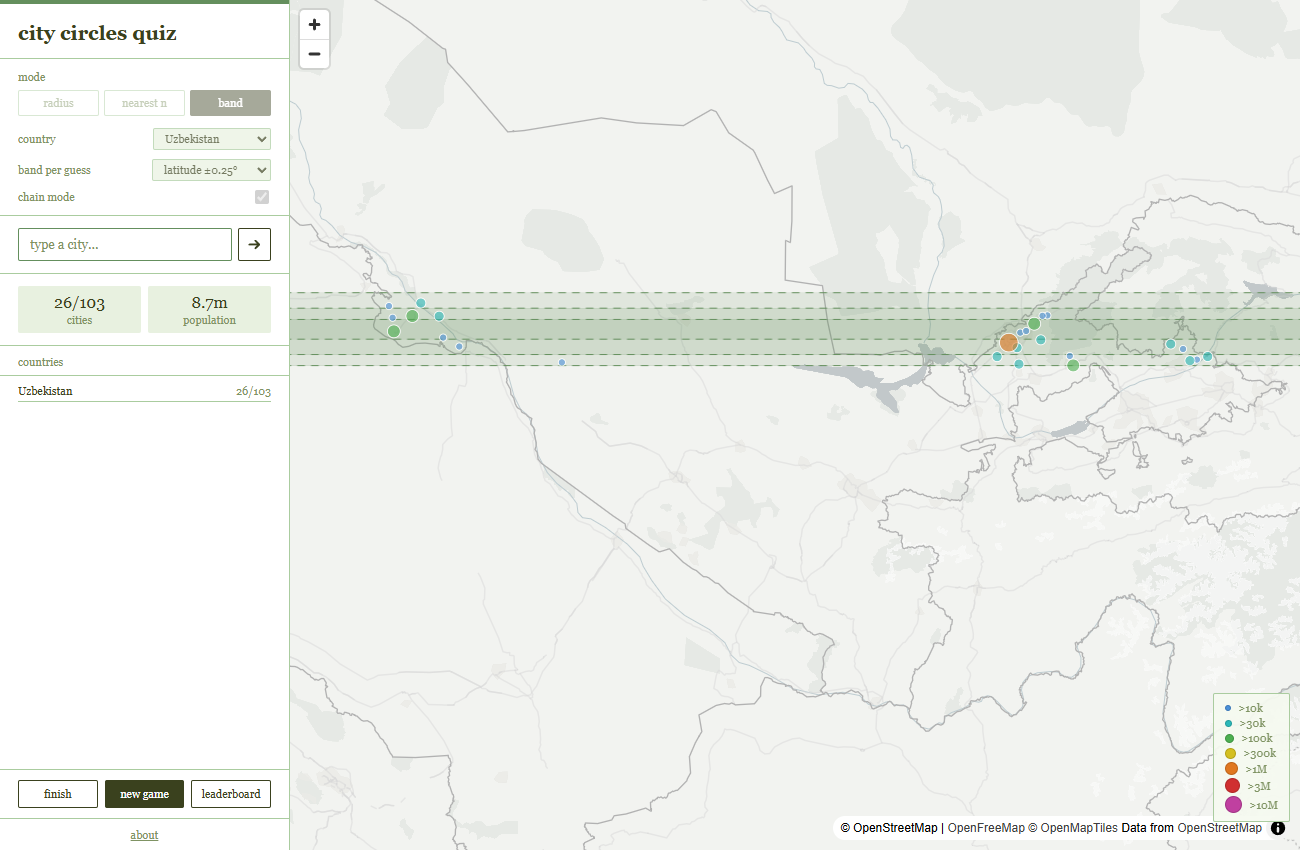 city circles quiz
mode
radius
nearest n
band
country
Uzbekistan
band per guess
latitude ±0.25°
chain mode
type a city...
26/103
cities
8.7m
population
countries
Uzbekistan
26/103
finish
new game
leaderboard
about
+
−
>10k
>30k
>100k
>300k
>1M
>3M
>10M
© OpenStreetMap | OpenFreeMap © OpenMapTiles Data from OpenStreetMap